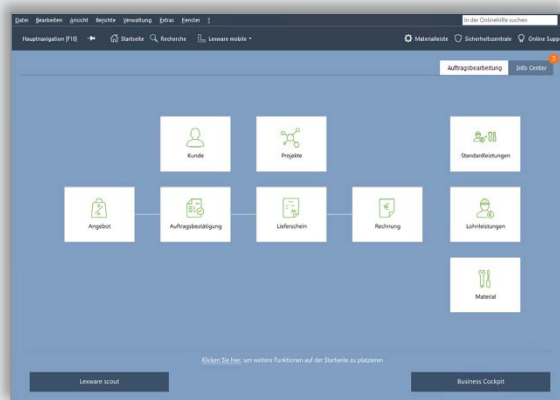 Datei Bearbeiten Ansicht Berichte Verwaltung Extras Fenster ?
In der Onlinehilfe suchen
Hauptnavigation [F10] Startseite Recherche Lexware mobile
Materialleiste Sicherheitszentrale Online Supp
Auftragsbearbeitung Info Center 3
Kunde Projekte Standardleistungen
Angebot Auftragsbestätigung Lieferschein Rechnung Lohnleistungen
Material
Klicken Sie hier, um weitere Funktionen auf der Startseite zu platzieren
Lexware scout Business Cockpit